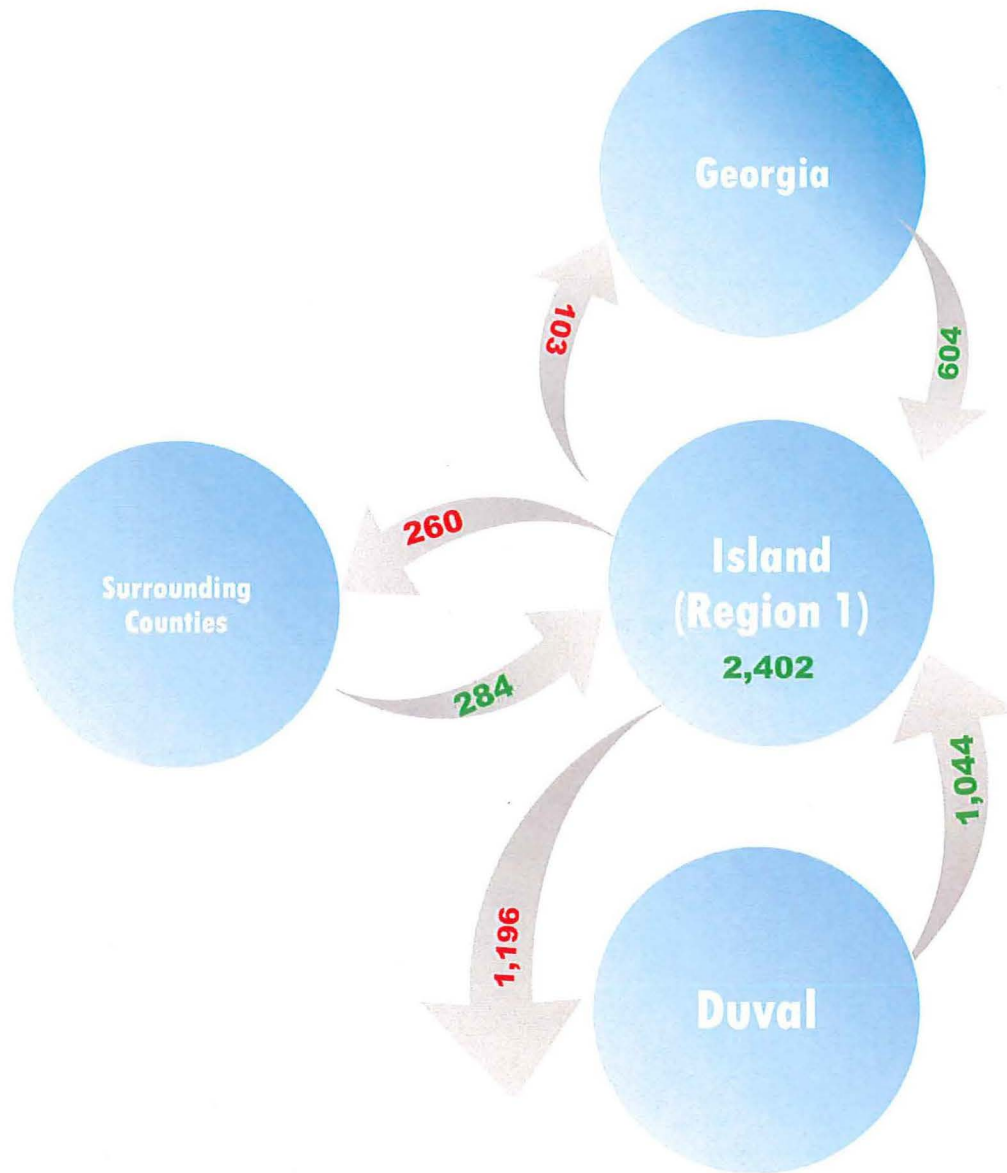 Georgia
103
604
260
Surrounding
Counties
Island
(Region 1)
2,402
284
1,044
1,196
Duval